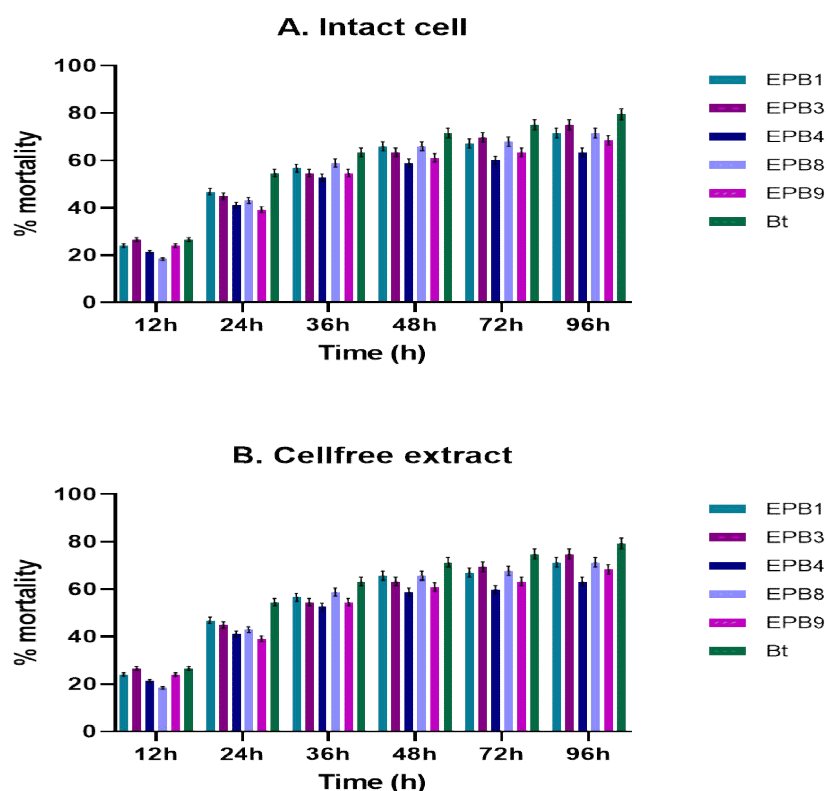 A. Intact cell
100
80
60
40
20
0
% mortality
12h 24h 36h 48h 72h 96h
Time (h)
EPB1
EPB3
EPB4
EPB8
EPB9
Bt
B. Cellfree extract
100
80
60
40
20
0
% mortality
12h 24h 36h 48h 72h 96h
Time (h)
EPB1
EPB3
EPB4
EPB8
EPB9
Bt